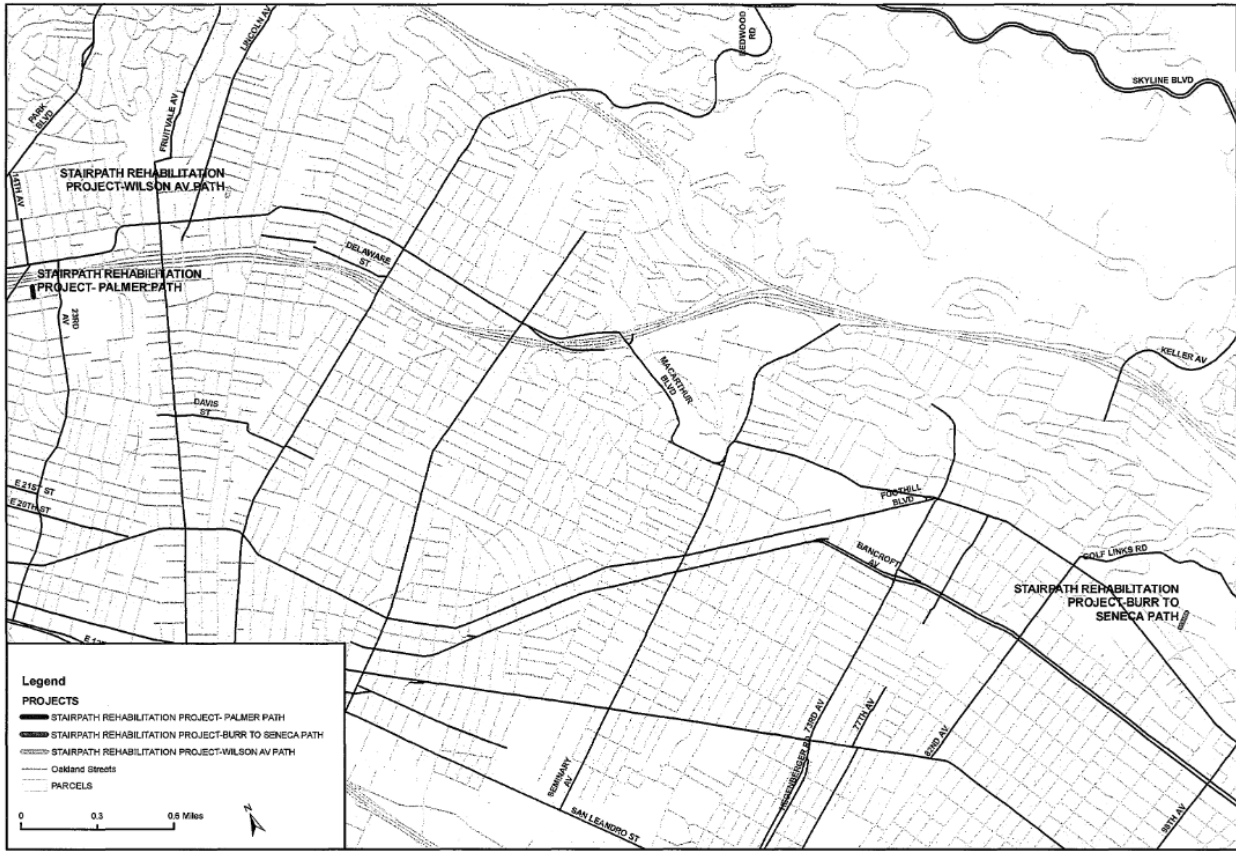 LINCOLN AV
REDWOOD
RD
SKYLINE BLVD
PARK
BLVD
FRUITVALE AV
STAIRPATH REHABILITATION
PROJECT-WILSON AV PATH
14TH AV
DELAWARE
ST
STAIRPATH REHABILITATION
PROJECT- PALMER PATH
23RD
AV
KELLER AV
MACARTHUR
BLVD
DAVIS
ST
E 21ST ST
E 20TH ST
FOOTHILL
BLVD
BANCROFT
AV
GOLF LINKS RD
STAIRPATH REHABILITATION
PROJECT-BURR TO
SENECA PATH
Legend
PROJECTS
STAIRPATH REHABILITATION PROJECT- PALMER PATH
STAIRPATH REHABILITATION PROJECT-BURR TO SENECA PATH
STAIRPATH REHABILITATION PROJECT-WILSON AV PATH
Oakland Streets
PARCELS
0 0.3 0.6 Miles
Z
SEMINARY
AV
SAN LEANDRO ST
HEGENBERGER RD
73RD AV
77TH AV
82ND AV
98TH AV